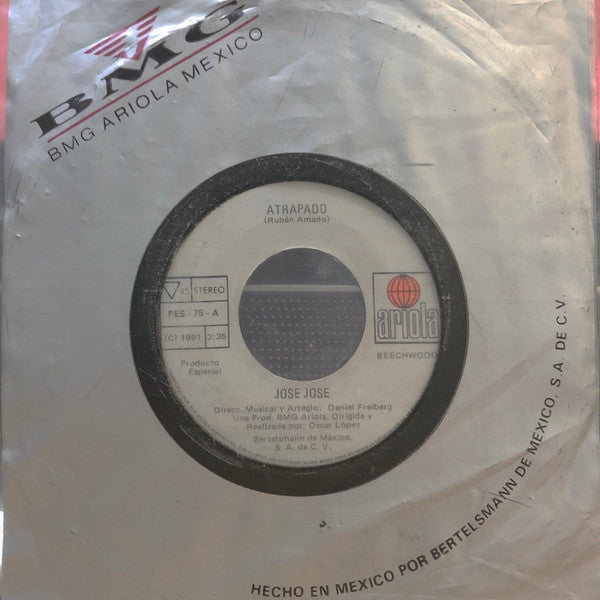 BMG
BMG ARIOLA MEXICO
ATRAPADO
(Rubén Amado)
45 STEREO
PES - 75 - A
(C) 1991 3:35
Producto
Especial
ariola
BEECHWOOD
JOSE JOSE
Direcc. Musical y Arreglo: Daniel Freiberg
Una Prod. BMG Ariola, Dirigida y
Realizada por: Oscar López
Bertelsmann de México,
S. A. de C. V.
HECHO EN MEXICO POR BERTELSMANN DE MEXICO, S.A. DE C.V.